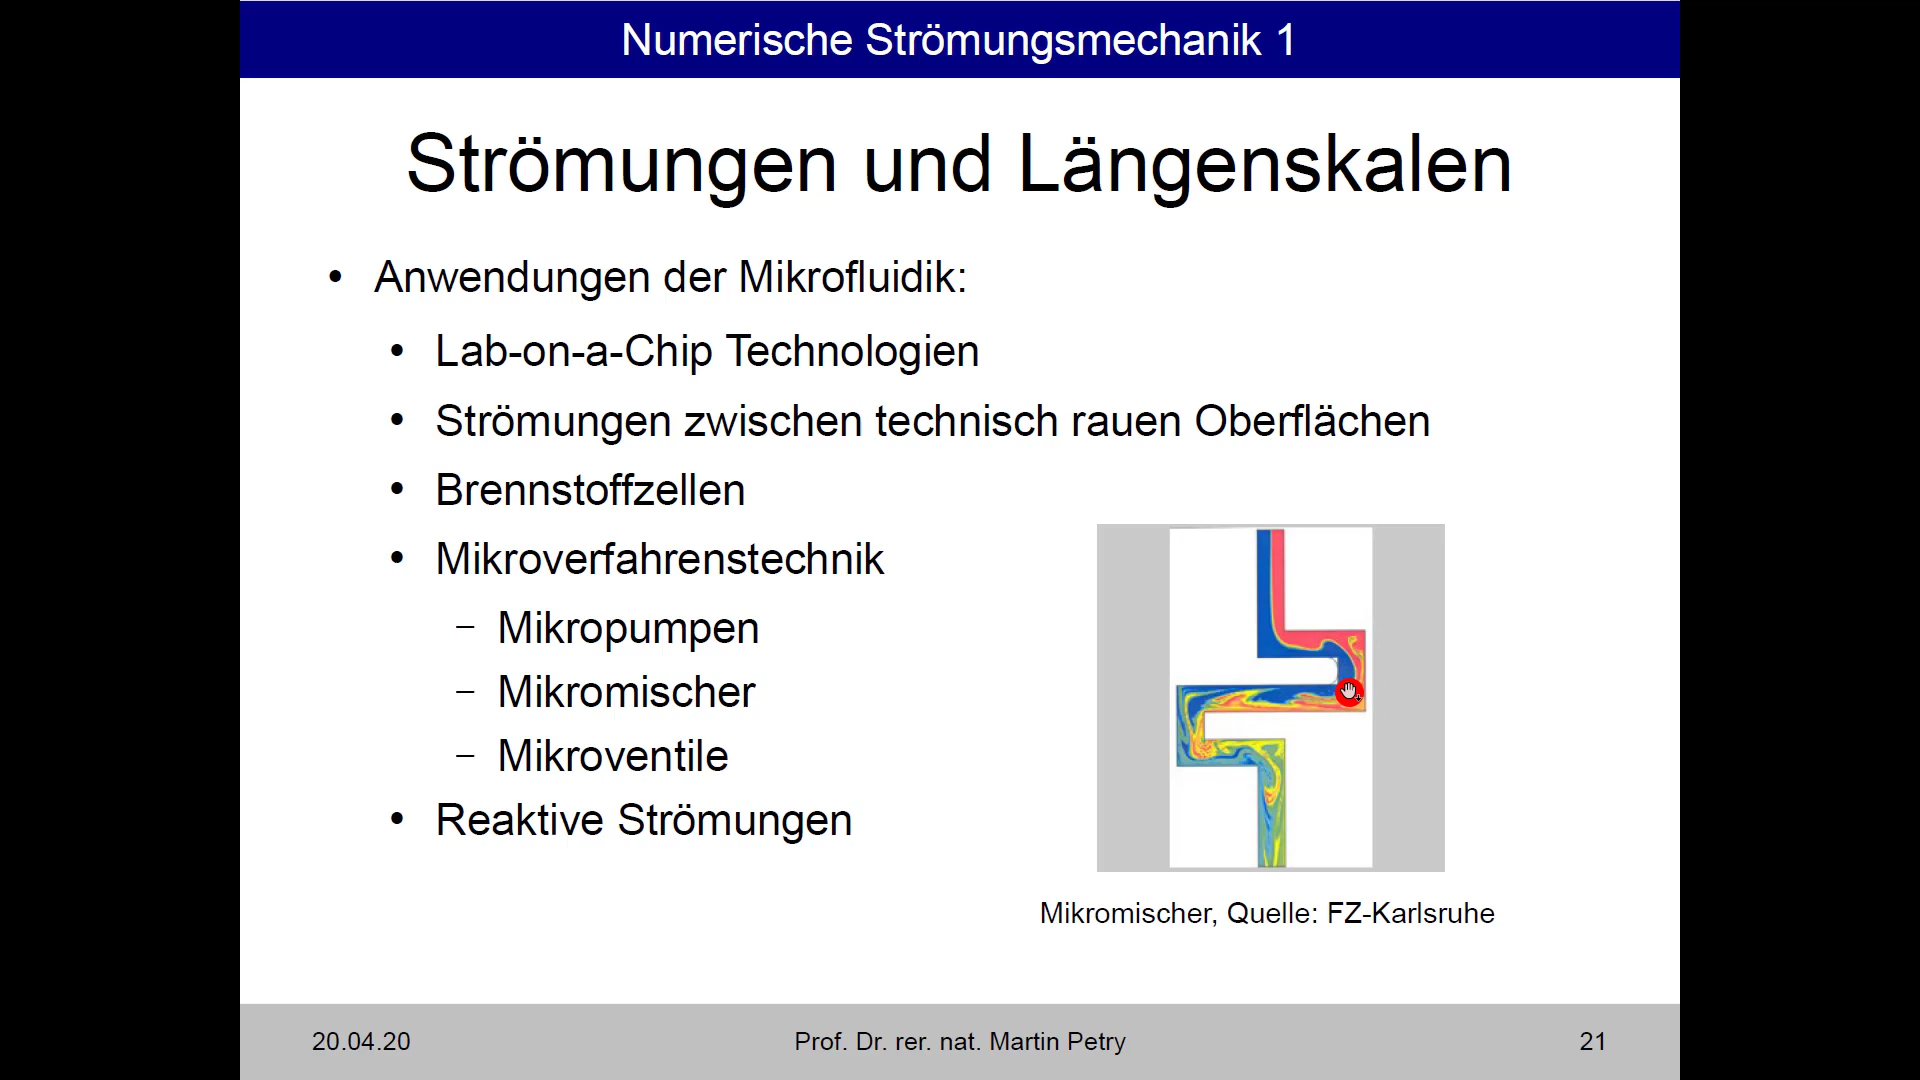 Numerische Strömungsmechanik 1
Strömungen und Längenskalen
• Anwendungen der Mikrofluidik:
• Lab-on-a-Chip Technologien
• Strömungen zwischen technisch rauen Oberflächen
• Brennstoffzellen
• Mikroverfahrenstechnik
– Mikropumpen
– Mikromischer
– Mikroventile
• Reaktive Strömungen
Mikromischer, Quelle: FZ-Karlsruhe
20.04.20 Prof. Dr. rer. nat. Martin Petry 21